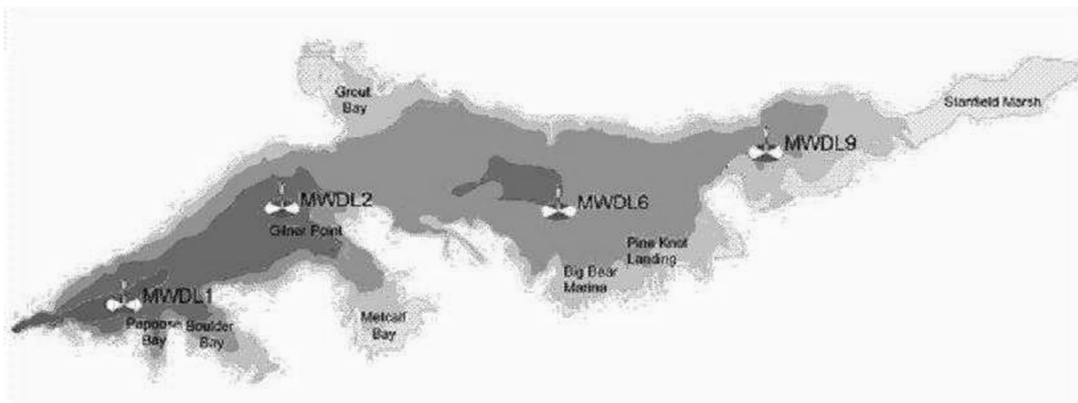 Grout
Bay
Stanfield Marsh
MWDL9
MWDL2
MWDL6
Gilner Point
Pine Knot
Landing
Big Bear
Marina
MWDL1
Papoose
Bay
Boulder
Bay
Metcalf
Bay